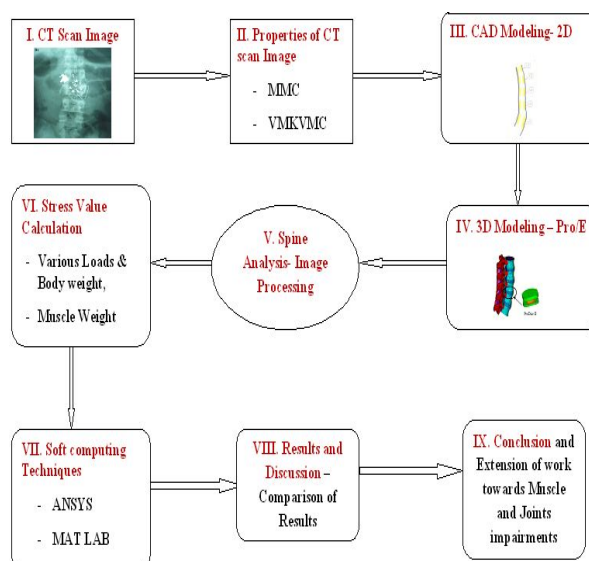 I. CT Scan Image
II. Properties of CT
scan Image
- MMC
- VMKVMC
III. CAD Modeling- 2D
IV. 3D Modeling – Pro/E
V. Spine
Analysis- Image
Processing
VI. Stress Value
Calculation
- Various Loads &
Body weight,
- Muscle Weight
VII. Soft computing
Techniques
- ANSYS
- MAT LAB
VIII. Results and
Discussion –
Comparison of
Results
IX. Conclusion and
Extension of work
towards Muscle
and Joints
impairments